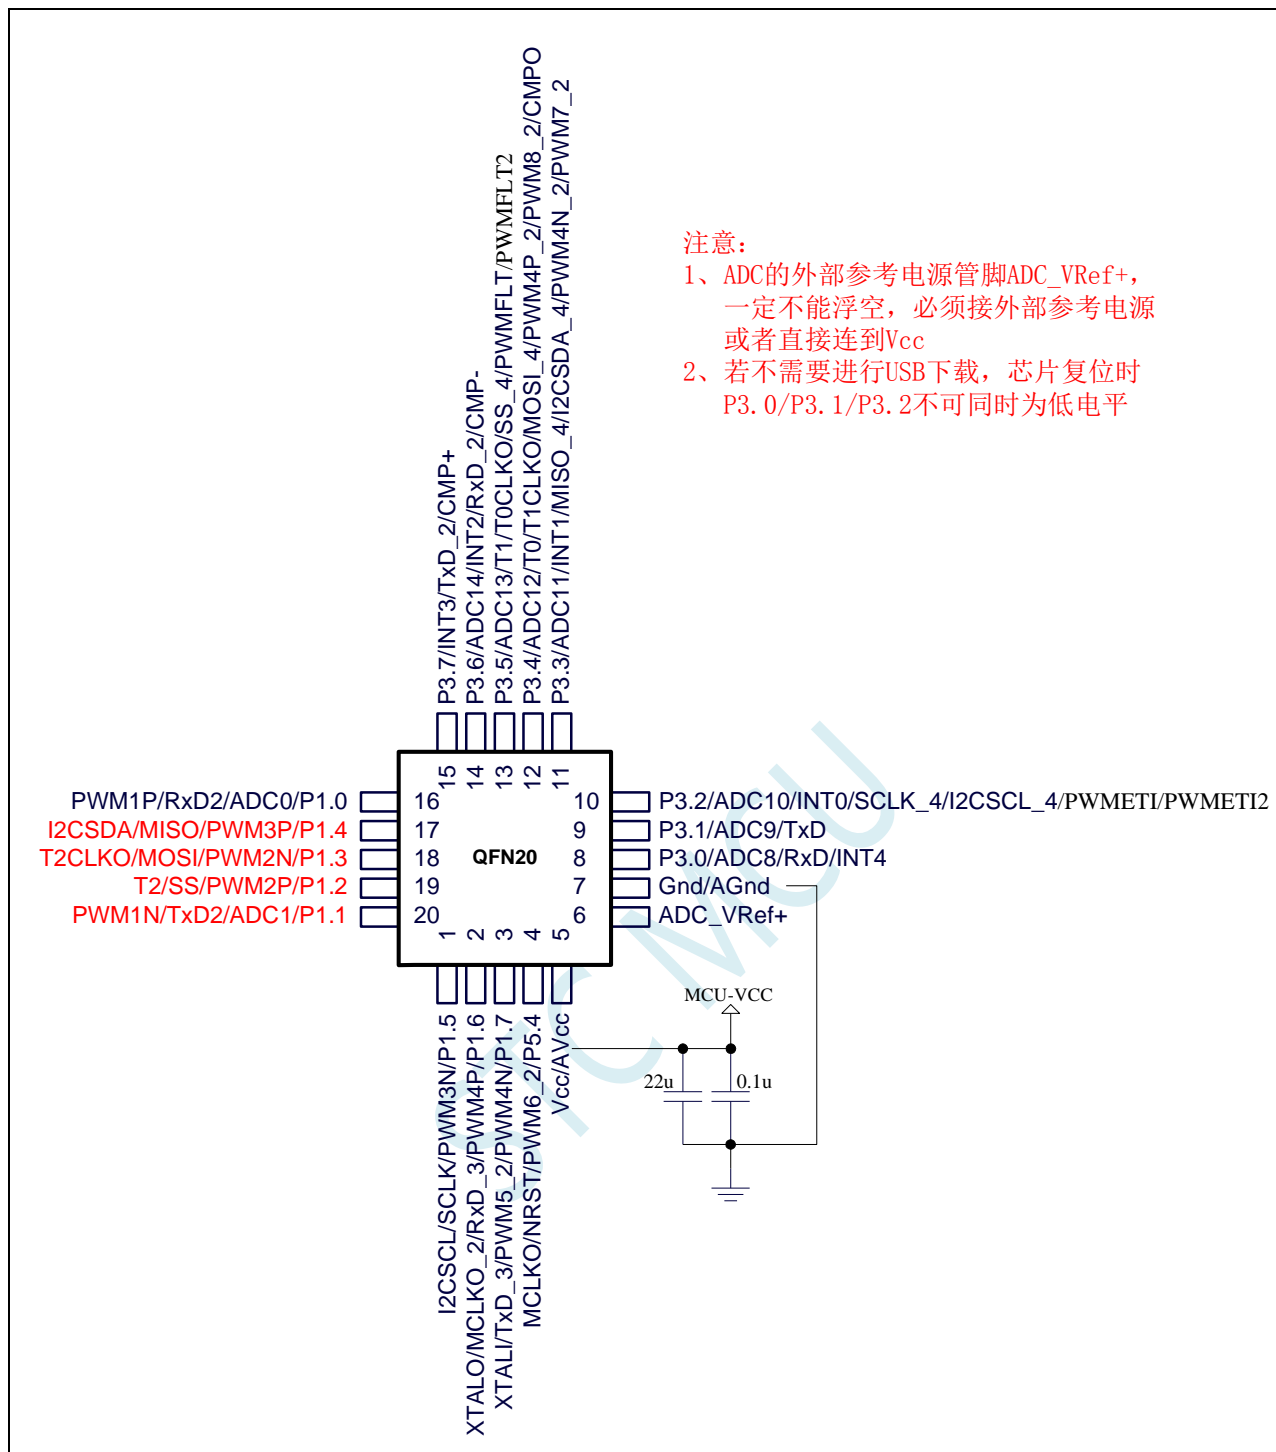 P3.7/INT3/TxD_2/CMP+
P3.6/ADC14/INT2/RxD_2/CMP-
P3.5/ADC13/T1/T0CLKO/SS_4/PWMFLT/PWMFLT2
P3.4/ADC12/T0/T1CLKO/MOSI_4/PWM4P_2/PWM8_2/CMPO
P3.3/ADC11/INT1/MISO_4/I2CSDA_4/PWM4N_2/PWM7_2
注意：
1、ADC的外部参考电源管脚ADC_VRef+，
一定不能浮空，必须接外部参考电源
或者直接连到Vcc
2、若不需要进行USB下载，芯片复位时
P3.0/P3.1/P3.2不可同时为低电平
15
14
13
12
11
PWM1P/RxD2/ADC0/P1.0
16
10
P3.2/ADC10/INT0/SCLK_4/I2CSCL_4/PWMETI/PWMETI2
I2CSDA/MISO/PWM3P/P1.4
17
9
P3.1/ADC9/TxD
T2CLKO/MOSI/PWM2N/P1.3
18
QFN20
8
P3.0/ADC8/RxD/INT4
T2/SS/PWM2P/P1.2
19
7
Gnd/AGnd
PWM1N/TxD2/ADC1/P1.1
20
6
ADC_VRef+
1
2
3
4
5
I2CSCL/SCLK/PWM3N/P1.5
XTALO/MCLKO_2/RxD_3/PWM4P/P1.6
XTALI/TxD_3/PWM5_2/PWM4N/P1.7
MCLKO/NRST/PWM6_2/P5.4
Vcc/AVcc
MCU-VCC
22u
0.1u
STC MCU